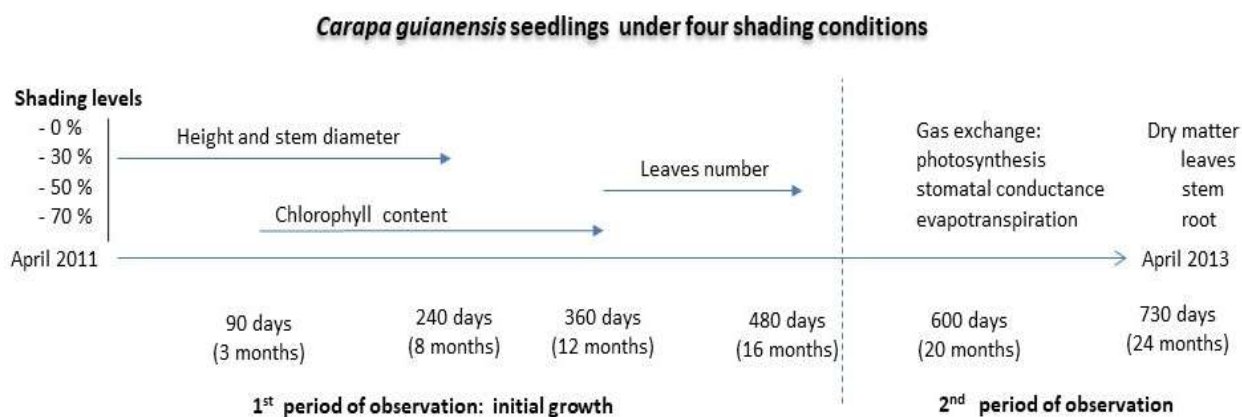 Carapa guianensis seedlings under four shading conditions
Shading levels
- 0 %
- 30 %
- 50 %
- 70 %
Height and stem diameter
Chlorophyll content
Leaves number
Gas exchange:
photosynthesis
stomatal conductance
evapotranspiration
Dry matter
leaves
stem
root
April 2011
April 2013
90 days
(3 months)
240 days
(8 months)
360 days
(12 months)
480 days
(16 months)
600 days
(20 months)
730 days
(24 months)
1st period of observation: initial growth
2nd period of observation